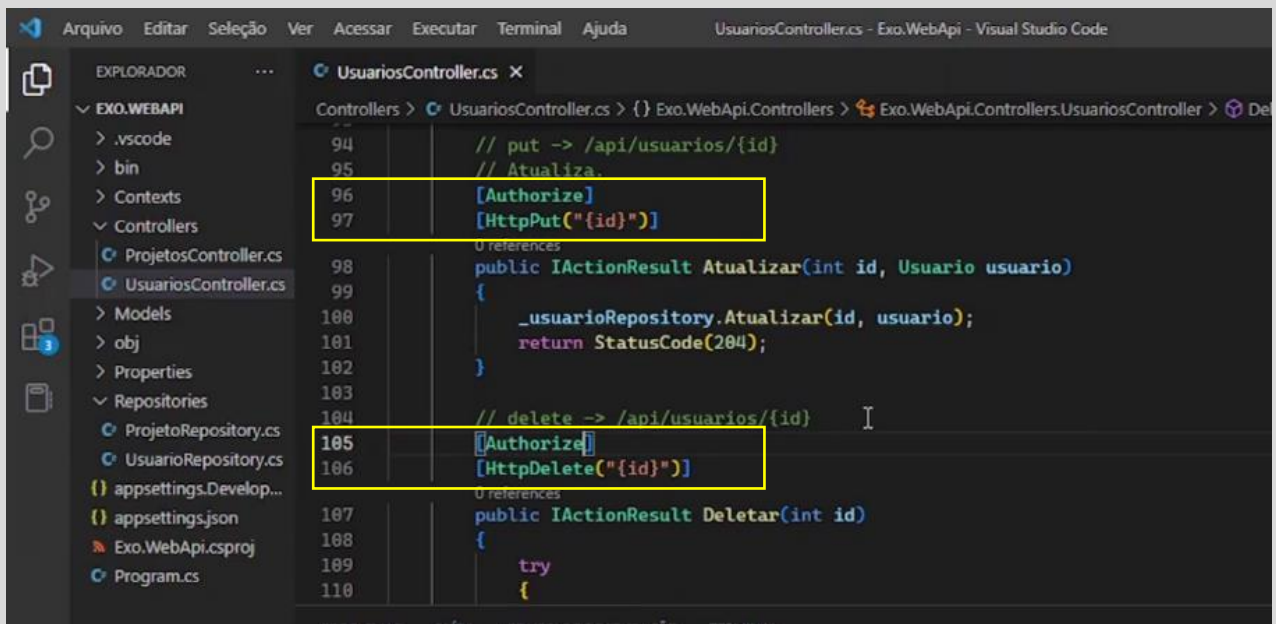 Arquivo Editar Seleção Ver Acessar Executar Terminal Ajuda UsuariosController.cs - Exo.WebApi - Visual Studio Code
EXPLORADOR ...
EXO.WEBAPI
.vscode
bin
Contexts
Controllers
ProjetosController.cs
UsuariosController.cs
Models
obj
Properties
Repositories
ProjetoRepository.cs
UsuarioRepository.cs
{} appsettings.Develop...
{} appsettings.json
Exo.WebApi.csproj
Program.cs
3
UsuariosController.cs
Controllers > UsuariosController.cs > {} Exo.WebApi.Controllers > Exo.WebApi.Controllers.UsuariosController > Del
94 // put -> /api/usuarios/{id}
95 // Atualiza.
96 [Authorize]
97 [HttpPut("{id}")]
0 references
98 public IActionResult Atualizar(int id, Usuario usuario)
99 {
100 _usuarioRepository.Atualizar(id, usuario);
101 return StatusCode(204);
102 }
103
104 // delete -> /api/usuarios/{id}
105 [Authorize]
106 [HttpDelete("{id}")]
0 references
107 public IActionResult Deletar(int id)
108 {
109 try
110 {